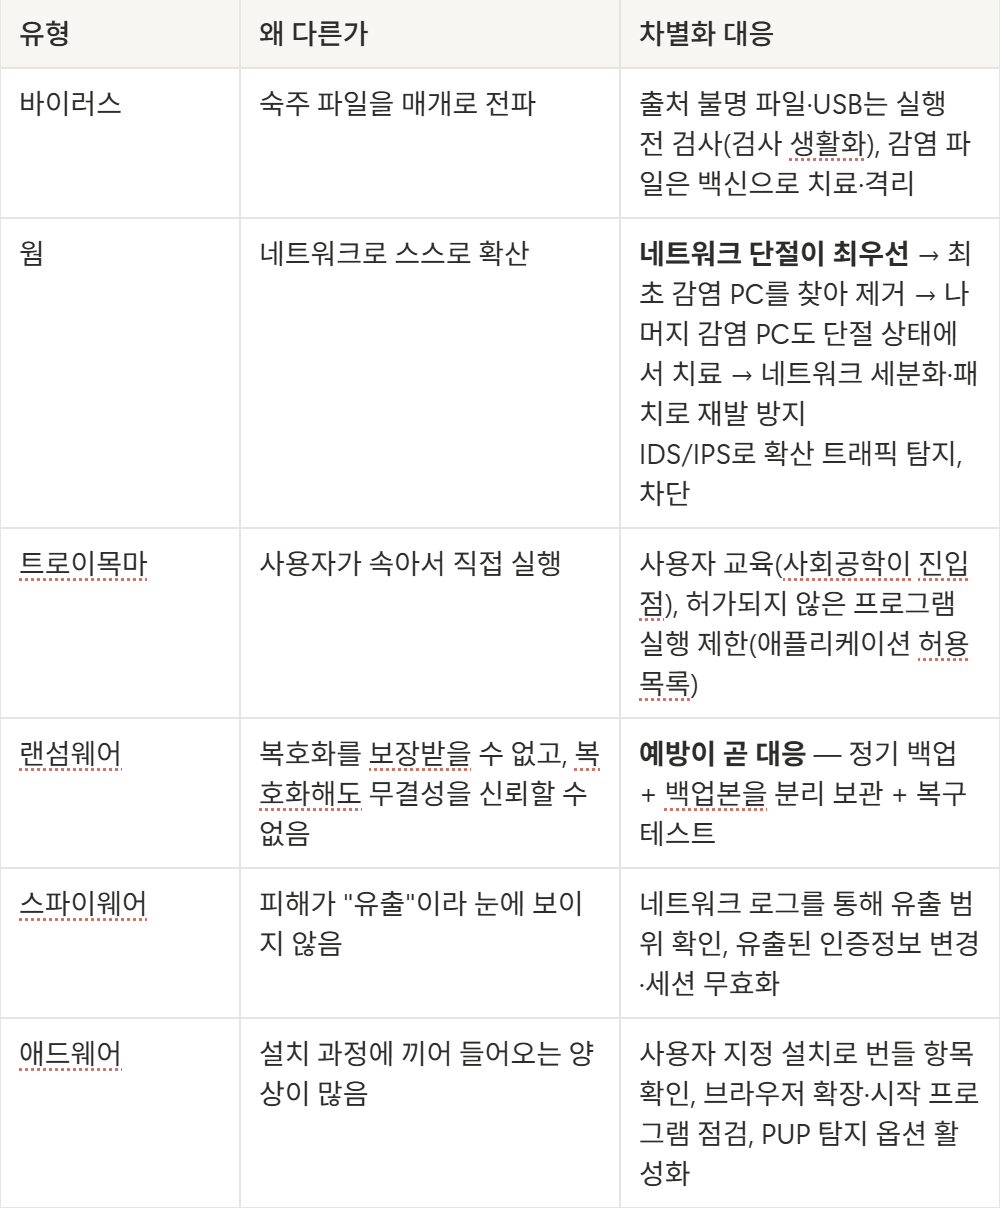 유형
왜 다른가
차별화 대응
바이러스
숙주 파일을 매개로 전파
출처 불명 파일·USB는 실행
전 검사(검사 생활화), 감염 파
일은 백신으로 치료·격리
웜
네트워크로 스스로 확산
네트워크 단절이 최우선 → 최
초 감염 PC를 찾아 제거 → 나
머지 감염 PC도 단절 상태에
서 치료 → 네트워크 세분화·패
치로 재발 방지
IDS/IPS로 확산 트래픽 탐지,
차단
트로이목마
사용자가 속아서 직접 실행
사용자 교육(사회공학이 진입
점), 허가되지 않은 프로그램
실행 제한(애플리케이션 허용
목록)
랜섬웨어
복호화를 보장받을 수 없고, 복
호화해도 무결성을 신뢰할 수
없음
예방이 곧 대응 — 정기 백업
+ 백업본을 분리 보관 + 복구
테스트
스파이웨어
피해가 "유출"이라 눈에 보이
지 않음
네트워크 로그를 통해 유출 범
위 확인, 유출된 인증정보 변경
·세션 무효화
애드웨어
설치 과정에 끼어 들어오는 양
상이 많음
사용자 지정 설치로 번들 항목
확인, 브라우저 확장·시작 프로
그램 점검, PUP 탐지 옵션 활
성화